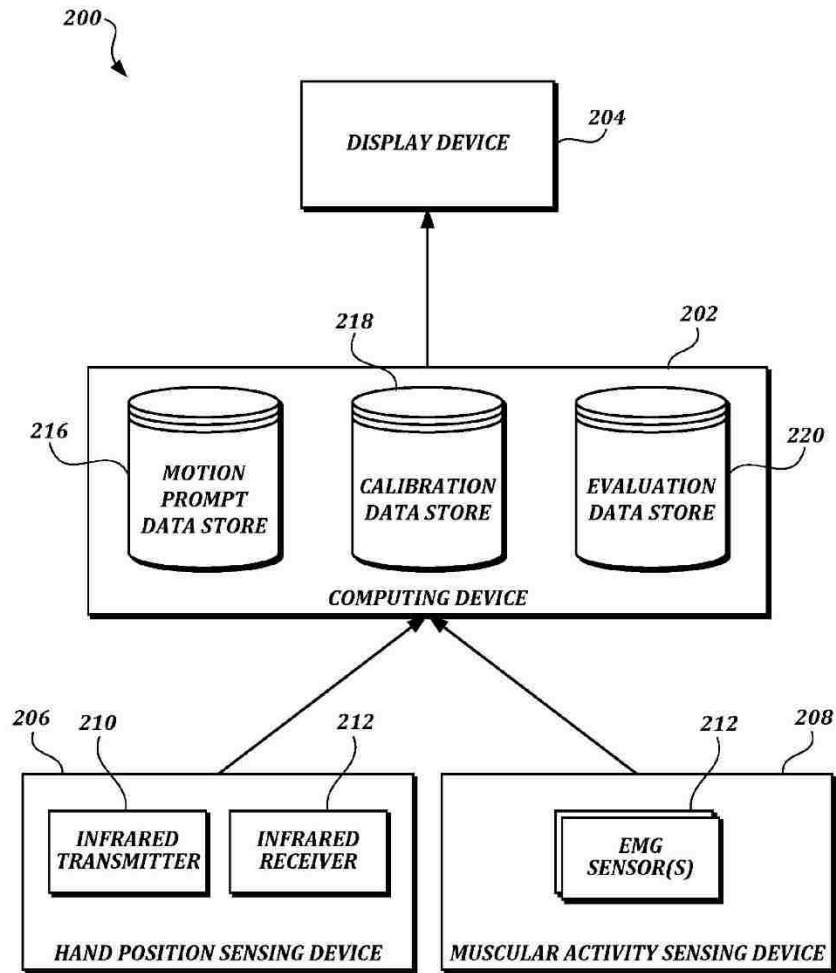 200
DISPLAY DEVICE
204
218
202
216
MOTION
PROMPT
DATA STORE
CALIBRATION
DATA STORE
EVALUATION
DATA STORE
220
COMPUTING DEVICE
206
210
212
212
208
INFRARED
TRANSMITTER
INFRARED
RECEIVER
EMG
SENSOR(S)
HAND POSITION SENSING DEVICE
MUSCULAR ACTIVITY SENSING DEVICE